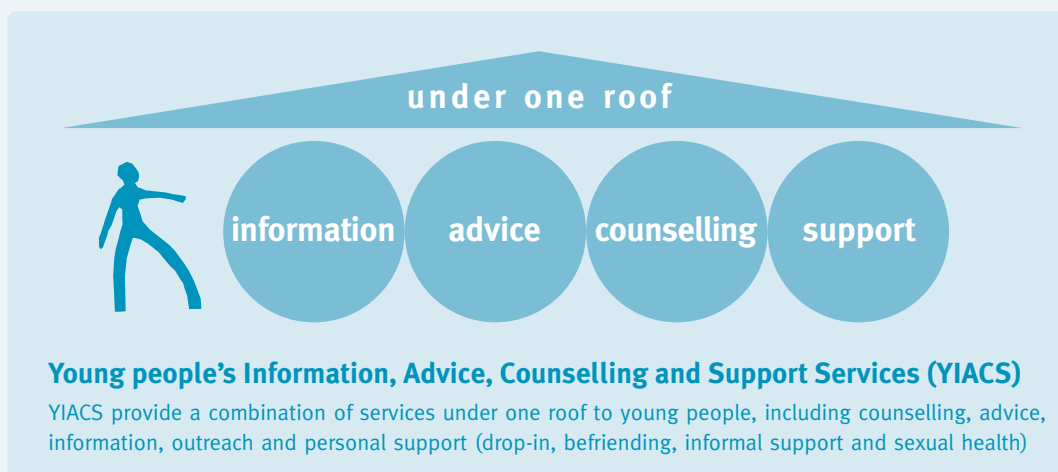 under one roof
information advice counselling support
Young people’s Information, Advice, Counselling and Support Services (YIACS)
YIACS provide a combination of services under one roof to young people, including counselling, advice,
information, outreach and personal support (drop-in, befriending, informal support and sexual health)